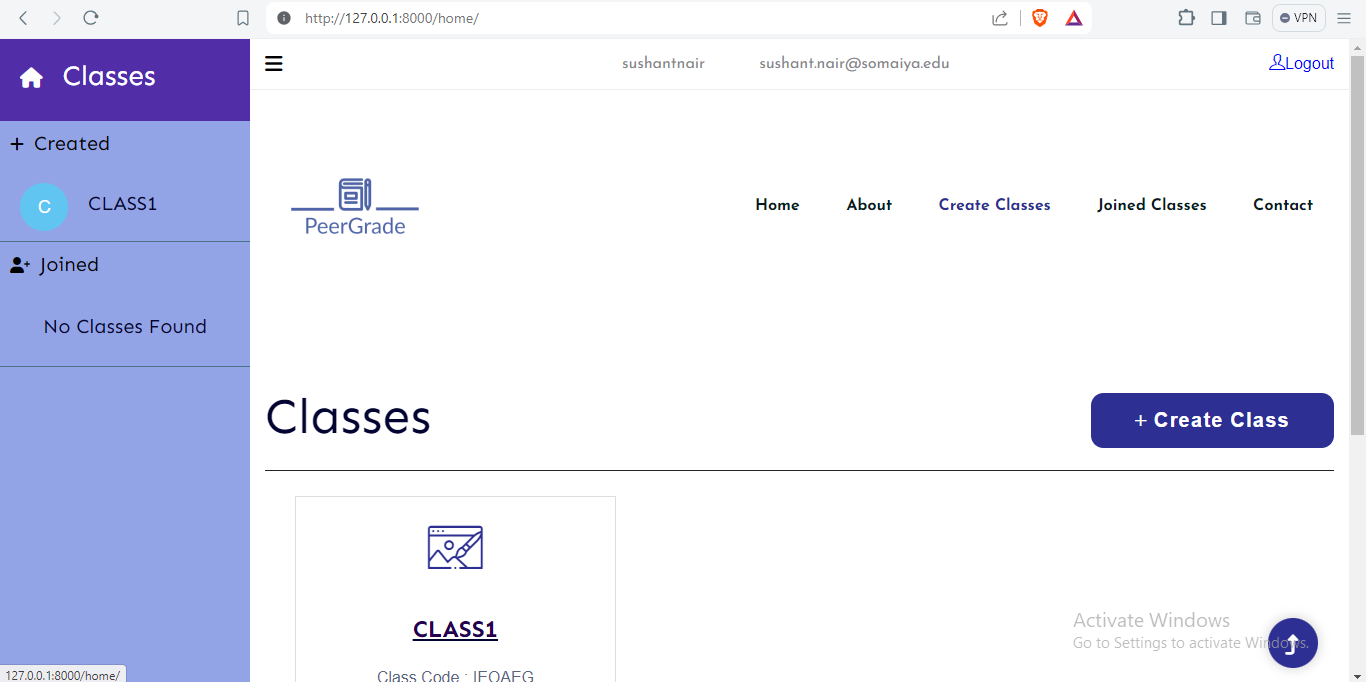 http://127.0.0.1:8000/home/
VPN
Classes
sushantnair sushant.nair@somaiya.edu Logout
+ Created
C CLASS1
Joined
No Classes Found
PeerGrade
Home About Create Classes Joined Classes Contact
Classes
+ Create Class
CLASS1
Class Code : IEOAEG
Activate Windows
Go to Settings to activate Windows.
127.0.0.1:8000/home/